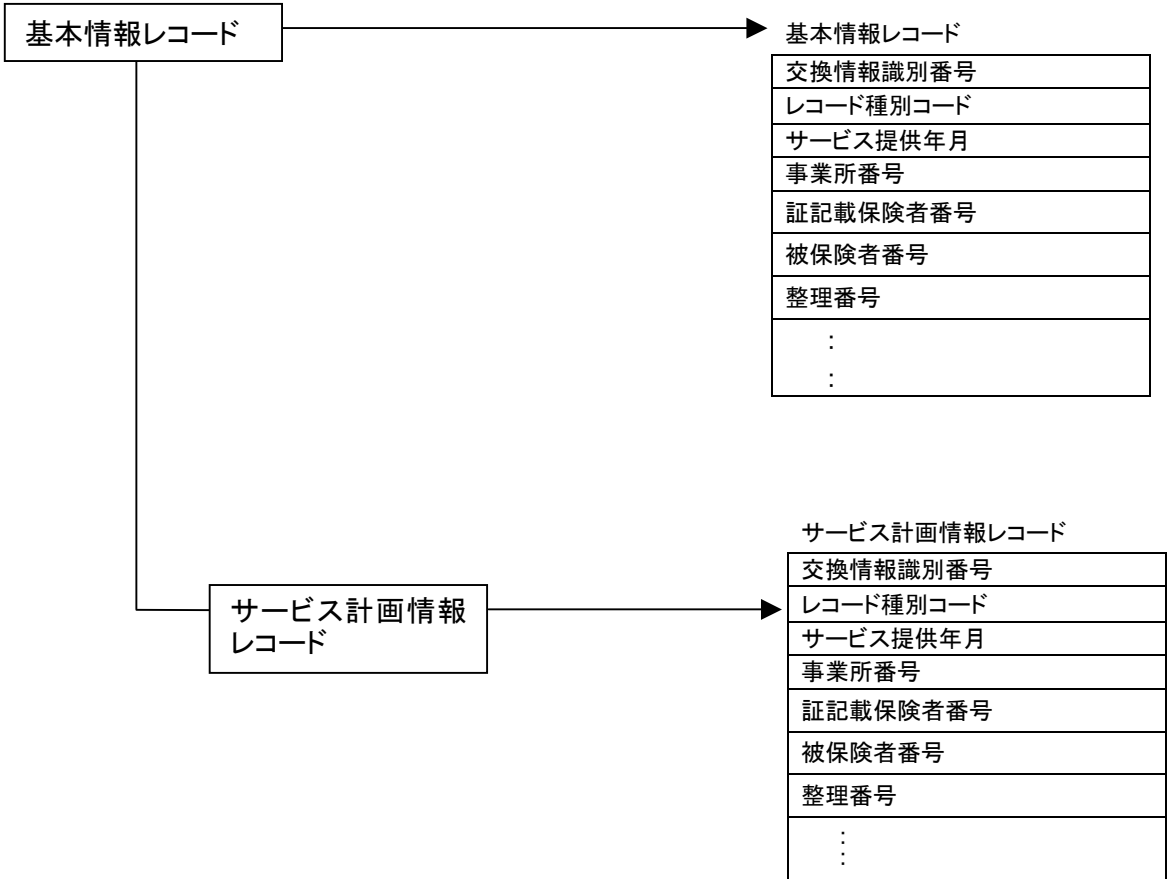 基本情報レコード
基本情報レコード
交換情報識別番号
レコード種別コード
サービス提供年月
事業所番号
証記載保険者番号
被保険者番号
整理番号
:
:
サービス計画情報
レコード
サービス計画情報レコード
交換情報識別番号
レコード種別コード
サービス提供年月
事業所番号
証記載保険者番号
被保険者番号
整理番号
:
: